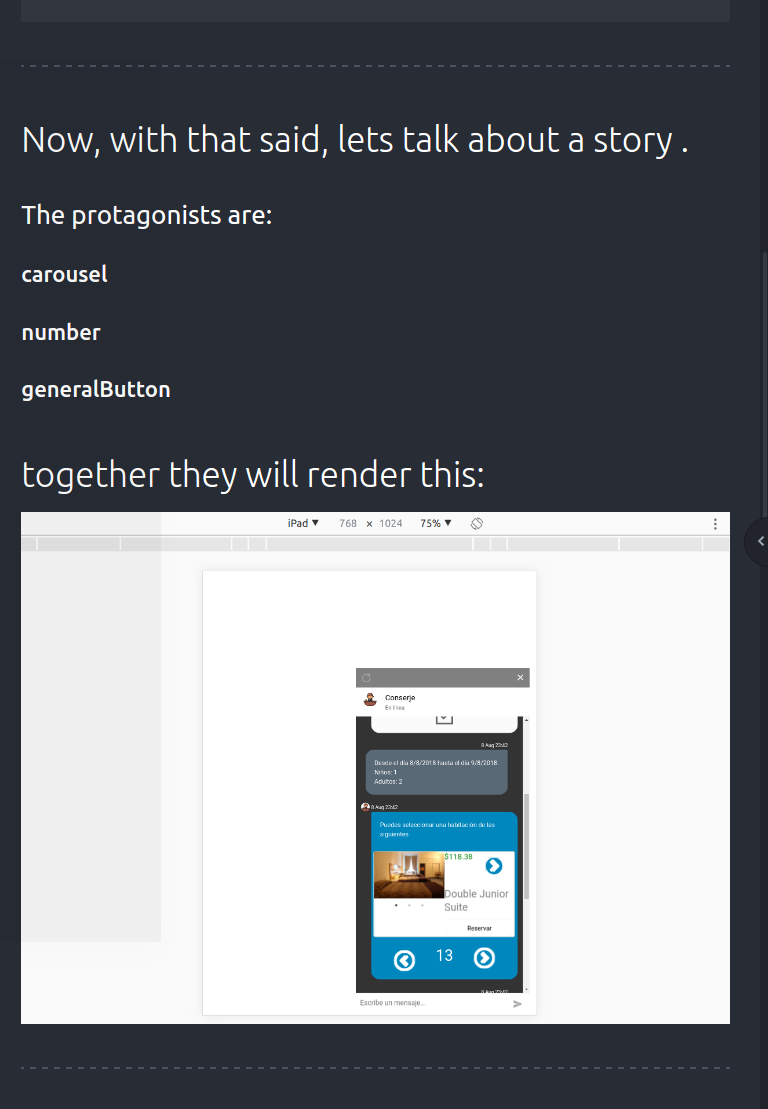 Now, with that said, lets talk about a story .
The protagonists are:
carousel
number
generalButton
together they will render this:
iPad ▼ 768 × 1024 75% ▼
Conserje
En línea
8 Aug 23:42
Desde el día 8/8/2018 hasta el día 9/8/2018
Niños: 1
Adultos: 2
8 Aug 23:42
Puedes seleccionar una habitación de las
siguientes
$118.38
Double Junior
Suite
Reservar
13
Escribe un mensaje...